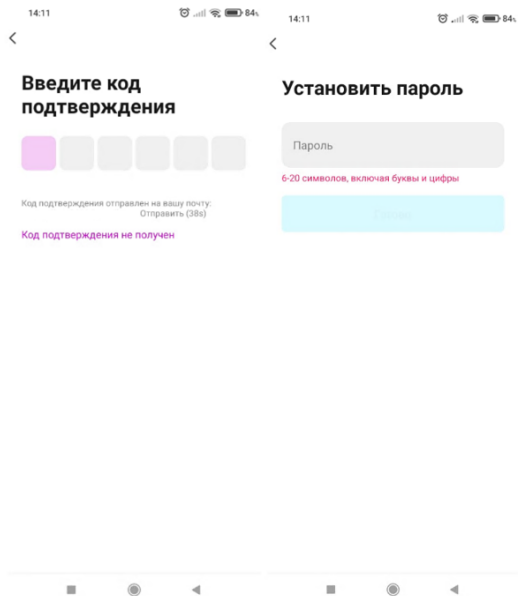 14:11
84%
Введите код
подтверждения
Код подтверждения отправлен на вашу почту:
Отправить (38s)
Код подтверждения не получен
14:11
84%
Установить пароль
Пароль
6-20 символов, включая буквы и цифры